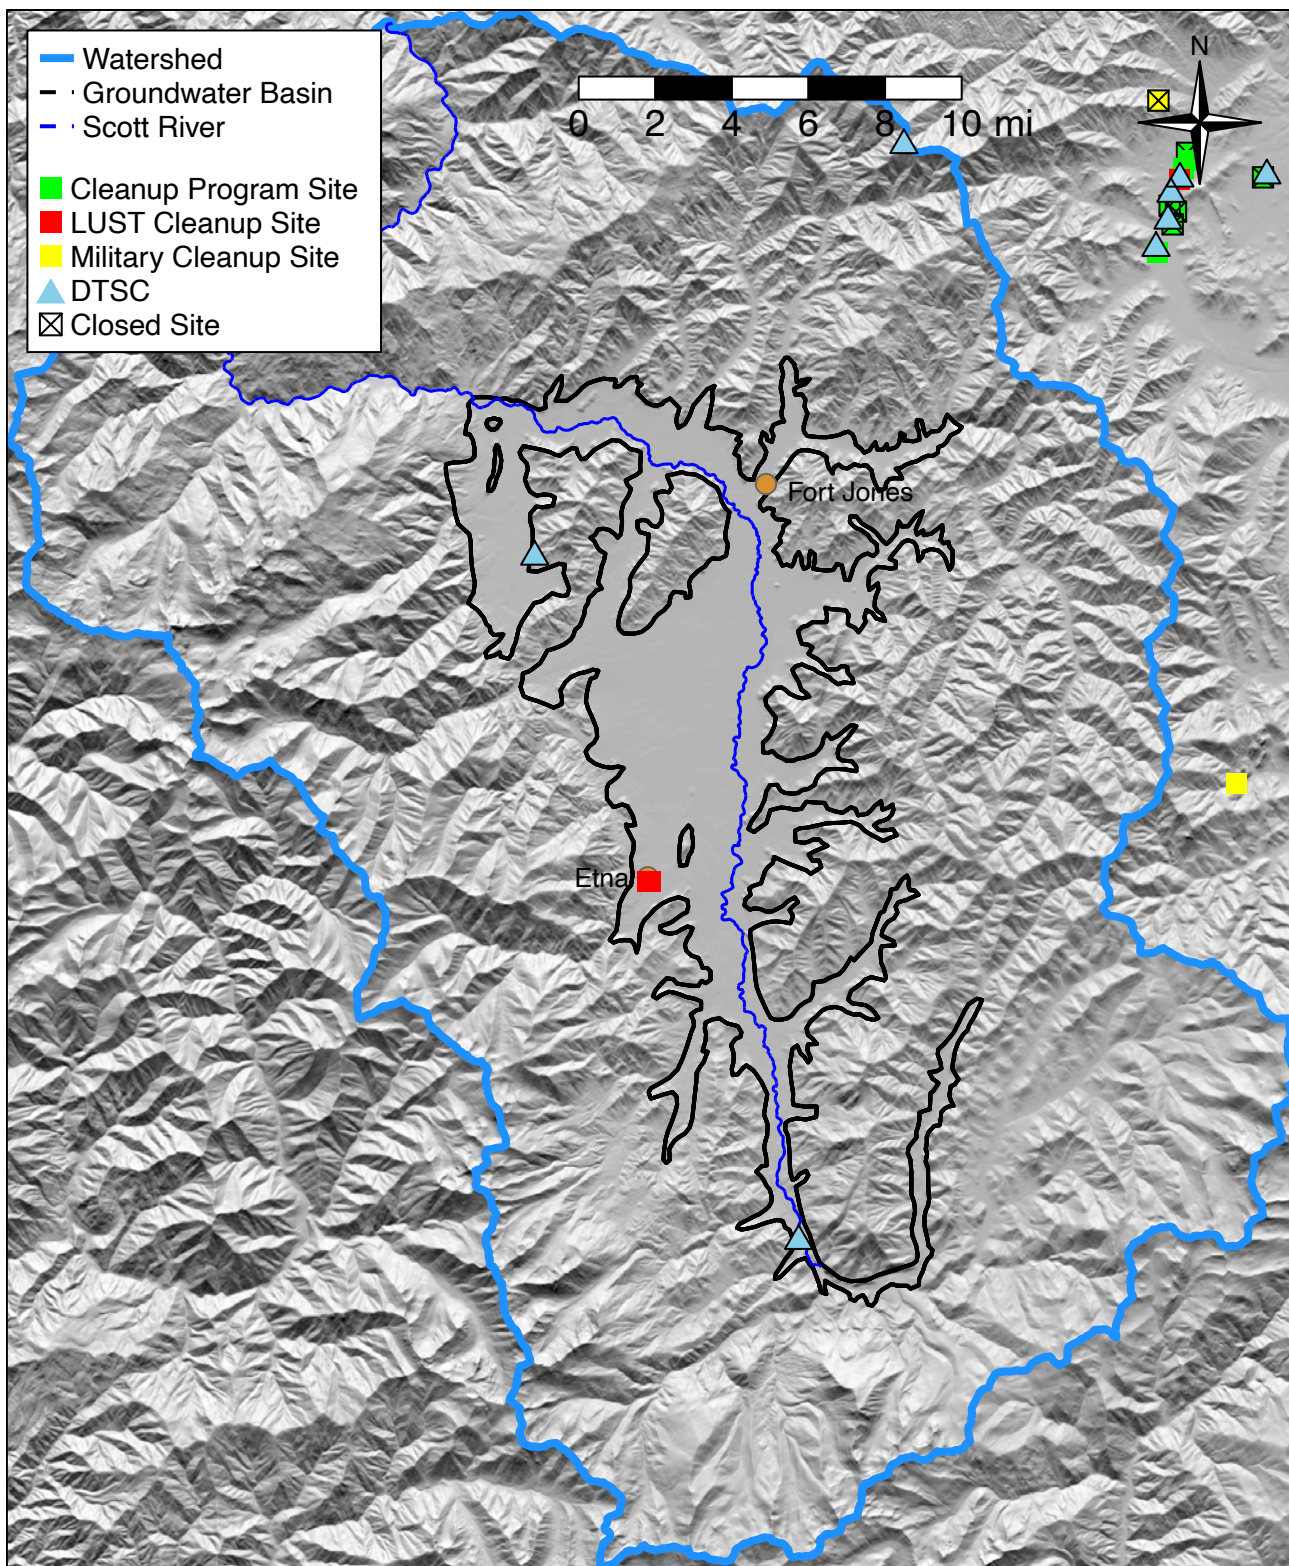 Watershed
Groundwater Basin
Scott River
Cleanup Program Site
LUST Cleanup Site
Military Cleanup Site
DTSC
Closed Site
N
0 2 4 6 8 10 mi
Fort Jones
Etna